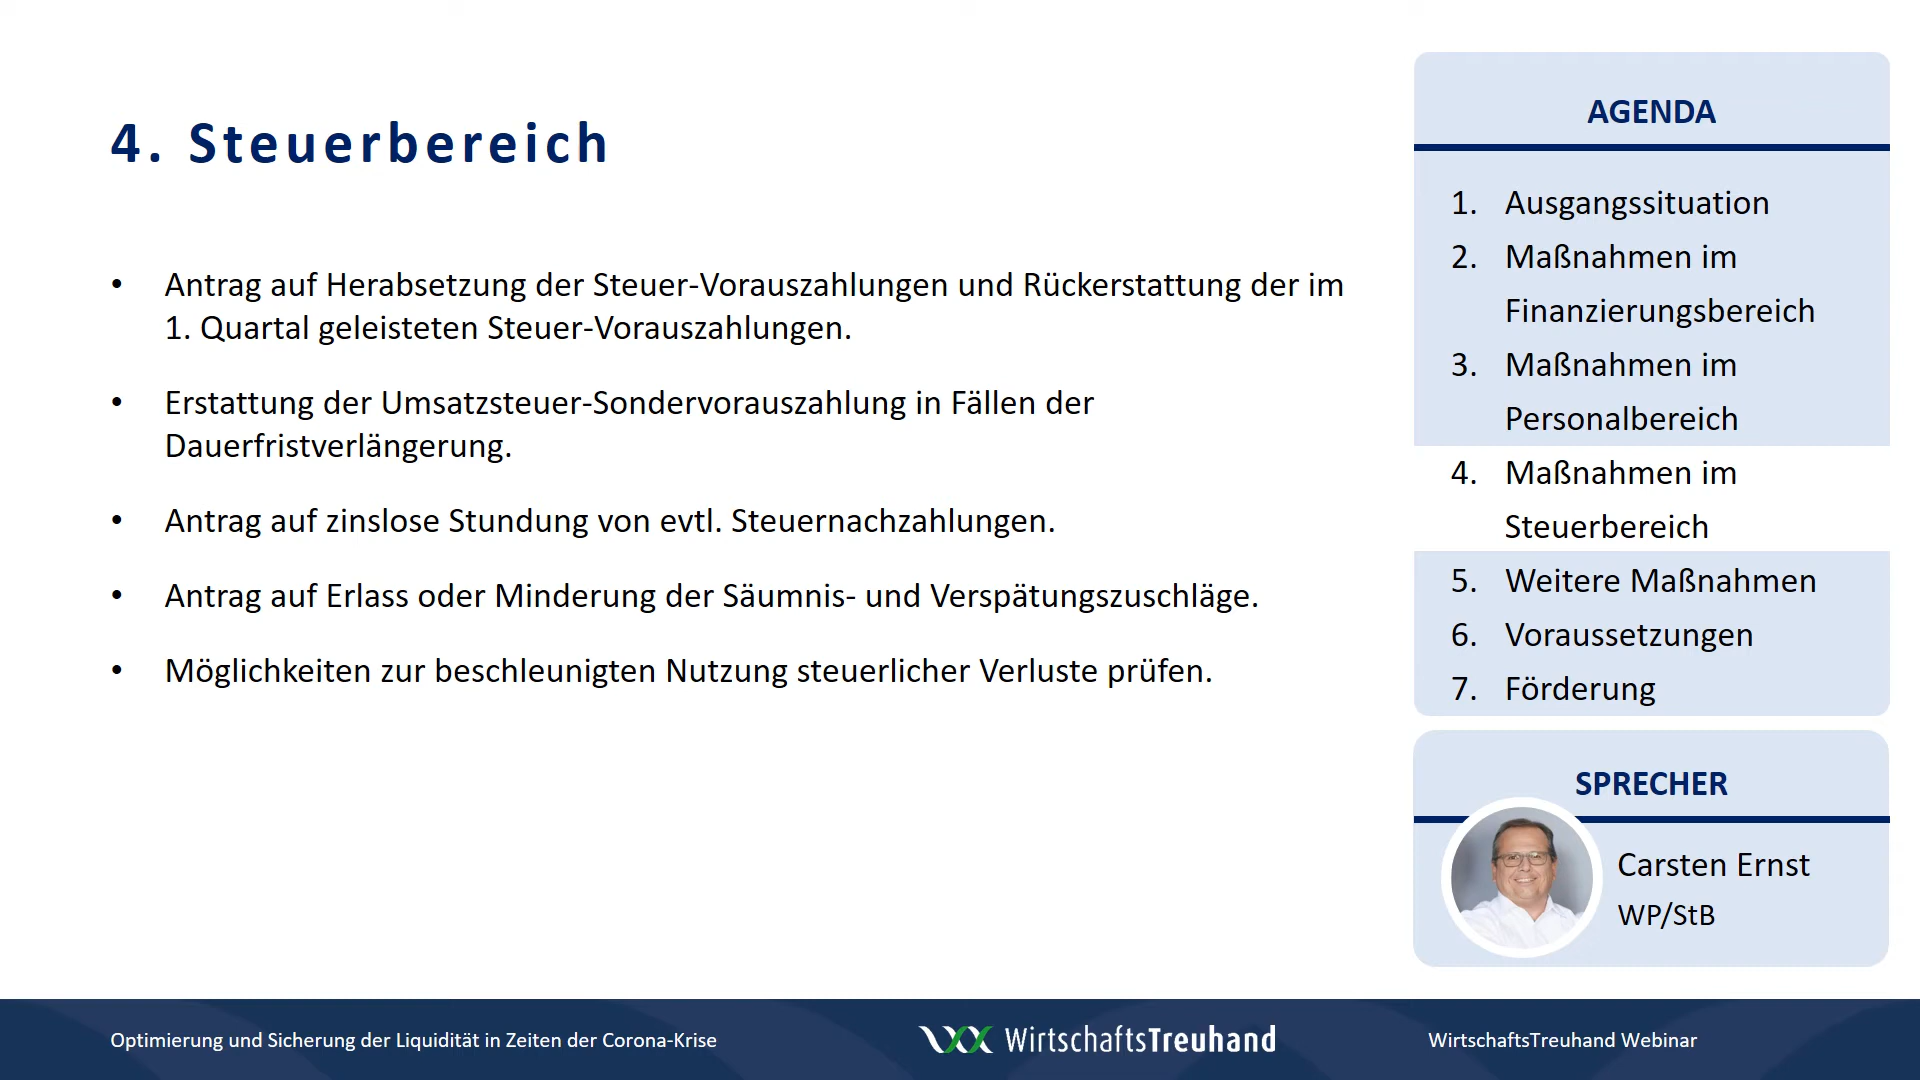 4. Steuerbereich
• Antrag auf Herabsetzung der Steuer-Vorauszahlungen und Rückerstattung der im
1. Quartal geleisteten Steuer-Vorauszahlungen.
• Erstattung der Umsatzsteuer-Sondervorauszahlung in Fällen der
Dauerfristverlängerung.
• Antrag auf zinslose Stundung von evtl. Steuernachzahlungen.
• Antrag auf Erlass oder Minderung der Säumnis- und Verspätungszuschläge.
• Möglichkeiten zur beschleunigten Nutzung steuerlicher Verluste prüfen.
AGENDA
1. Ausgangssituation
2. Maßnahmen im
Finanzierungsbereich
3. Maßnahmen im
Personalbereich
4. Maßnahmen im
Steuerbereich
5. Weitere Maßnahmen
6. Voraussetzungen
7. Förderung
SPRECHER
Carsten Ernst
WP/StB
Optimierung und Sicherung der Liquidität in Zeiten der Corona-Krise
WirtschaftsTreuhand
WirtschaftsTreuhand Webinar